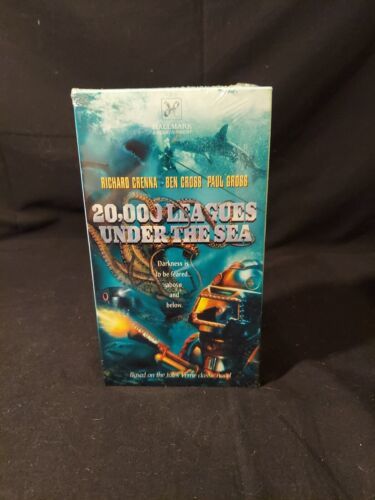 HALLMARK
ENTERTAINMENT
RICHARD CRENNA · BEN CROSS · PAUL GROSS
20,000 LEAGUES
UNDER THE SEA
Darkness is
to be feared...
above
and
below.
Based on the Jules Verne classic novel